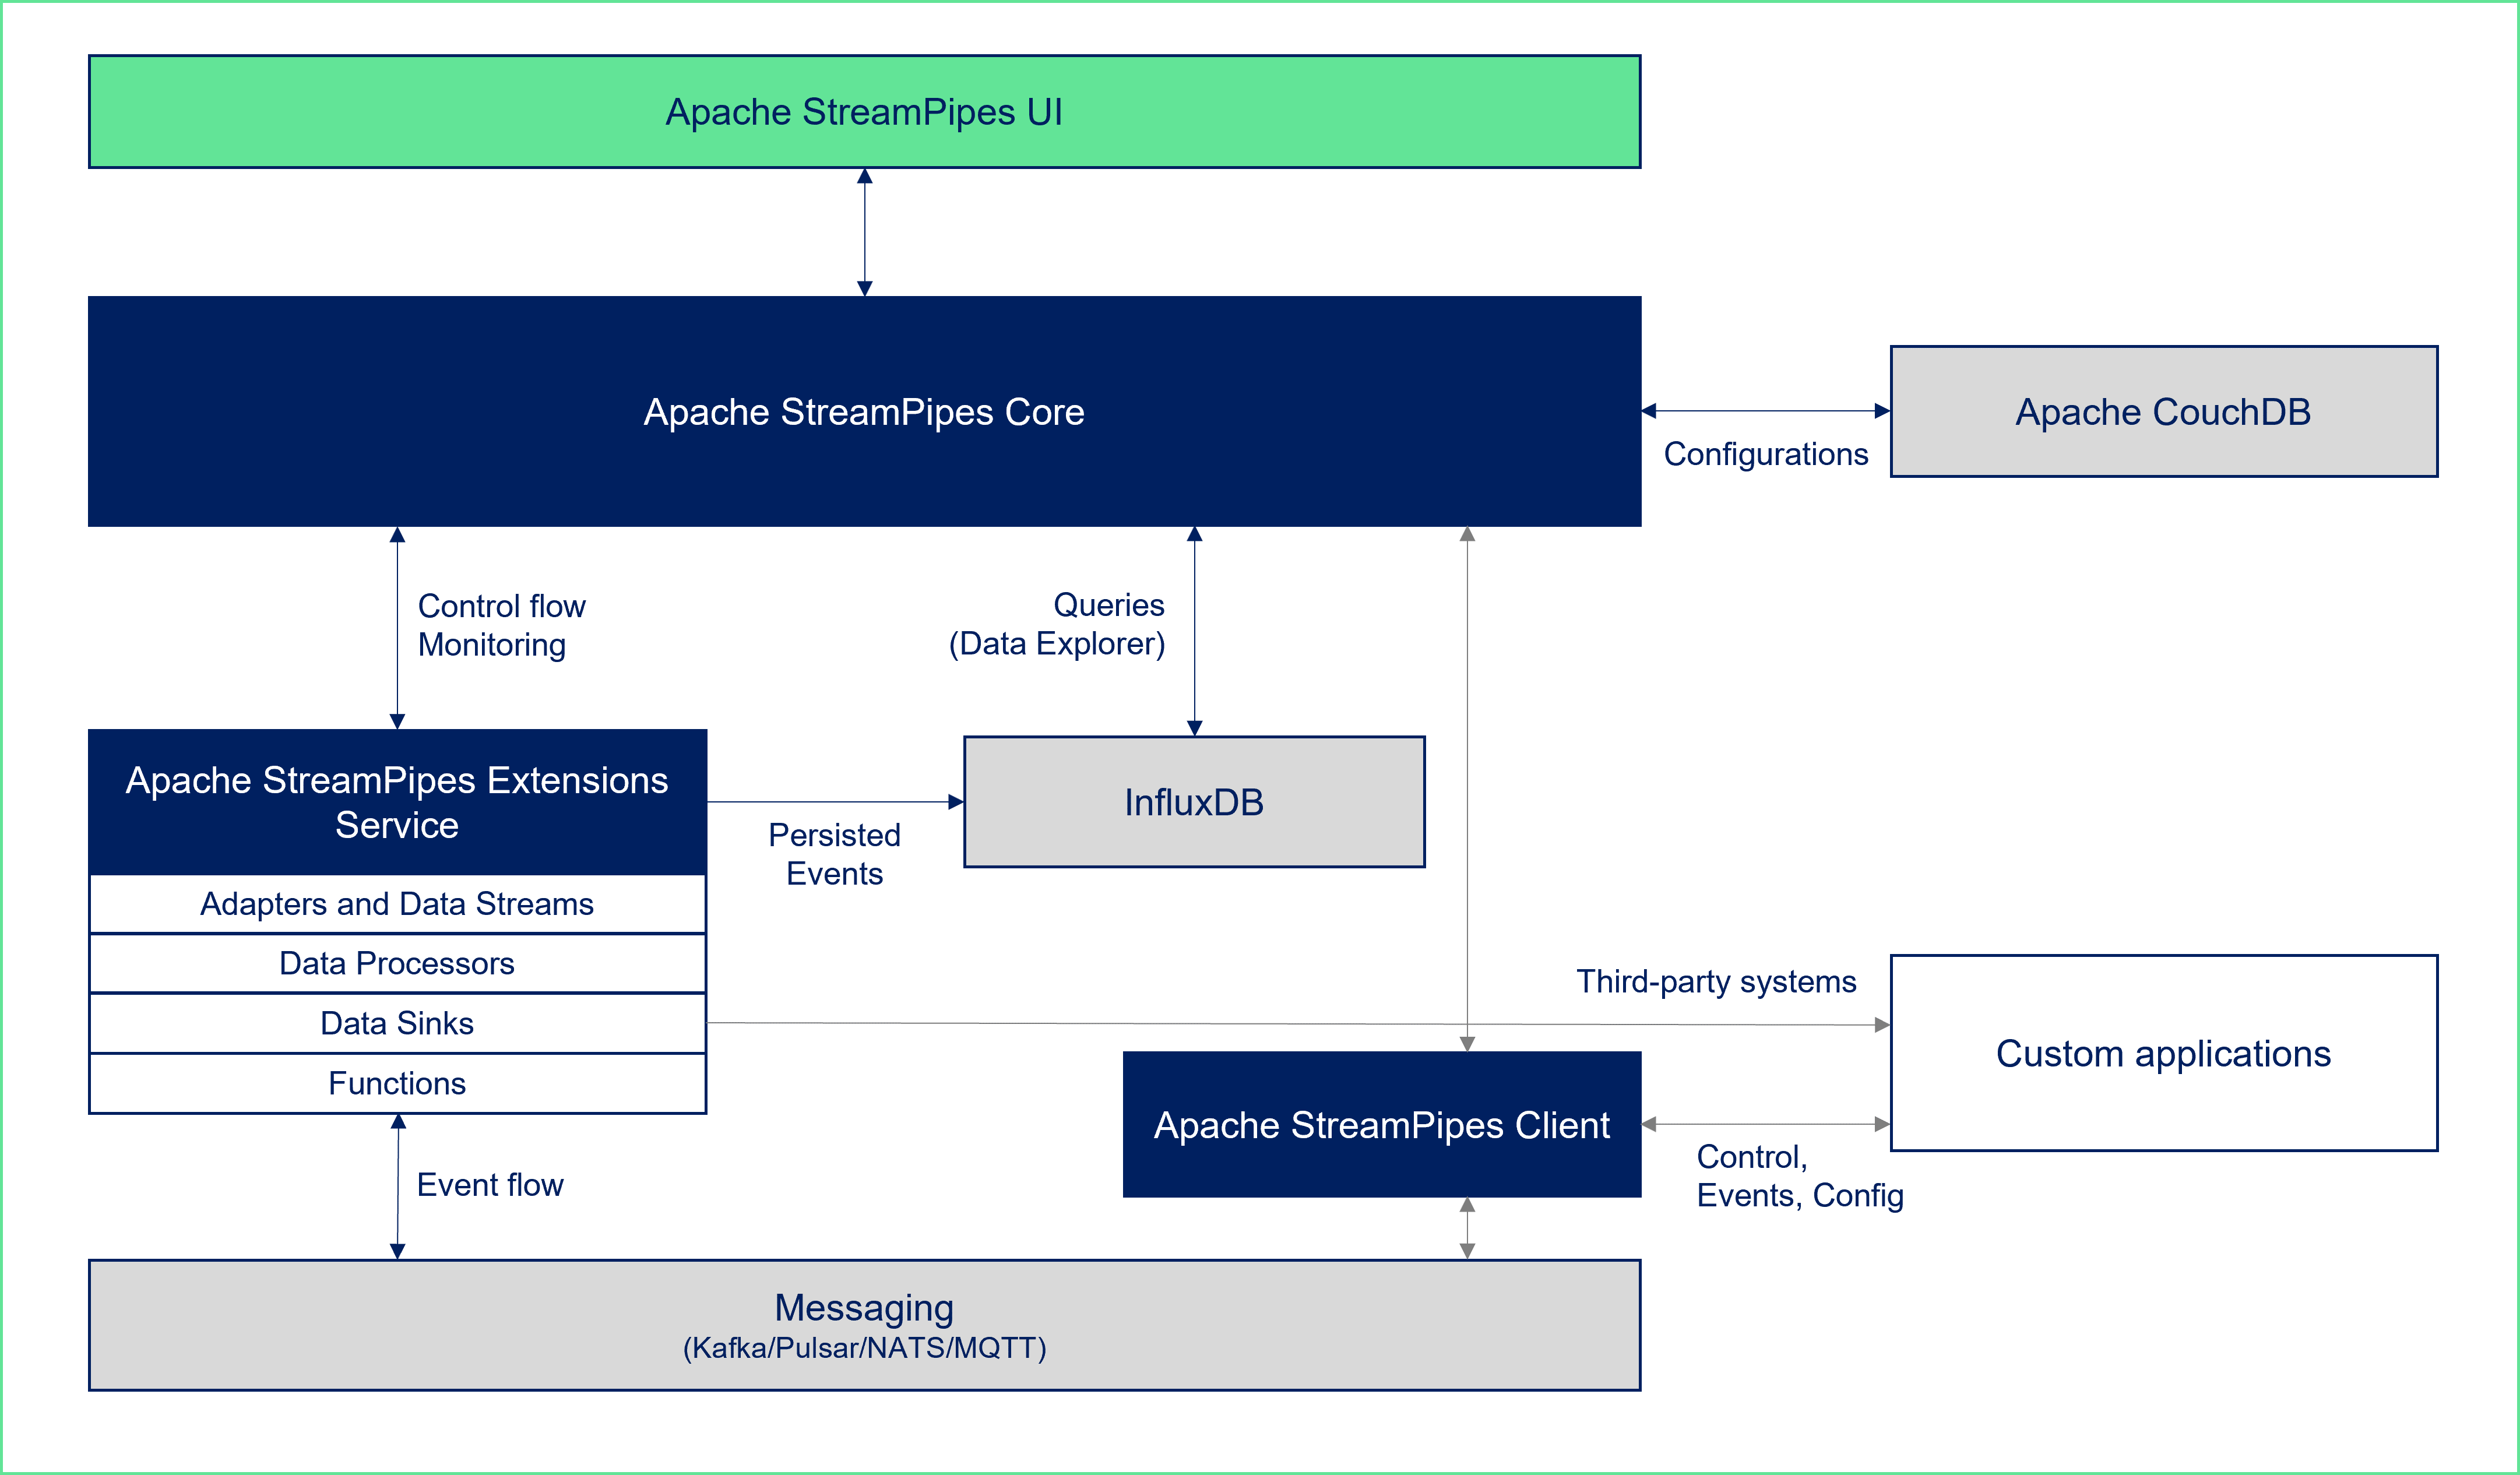 Apache StreamPipes UI
Apache StreamPipes Core
Apache CouchDB
Configurations
Control flow
Monitoring
Queries
(Data Explorer)
Apache StreamPipes Extensions
Service
Persisted
Events
InfluxDB
Adapters and Data Streams
Data Processors
Data Sinks
Functions
Third-party systems
Custom applications
Apache StreamPipes Client
Control,
Events, Config
Event flow
Messaging
(Kafka/Pulsar/NATS/MQTT)